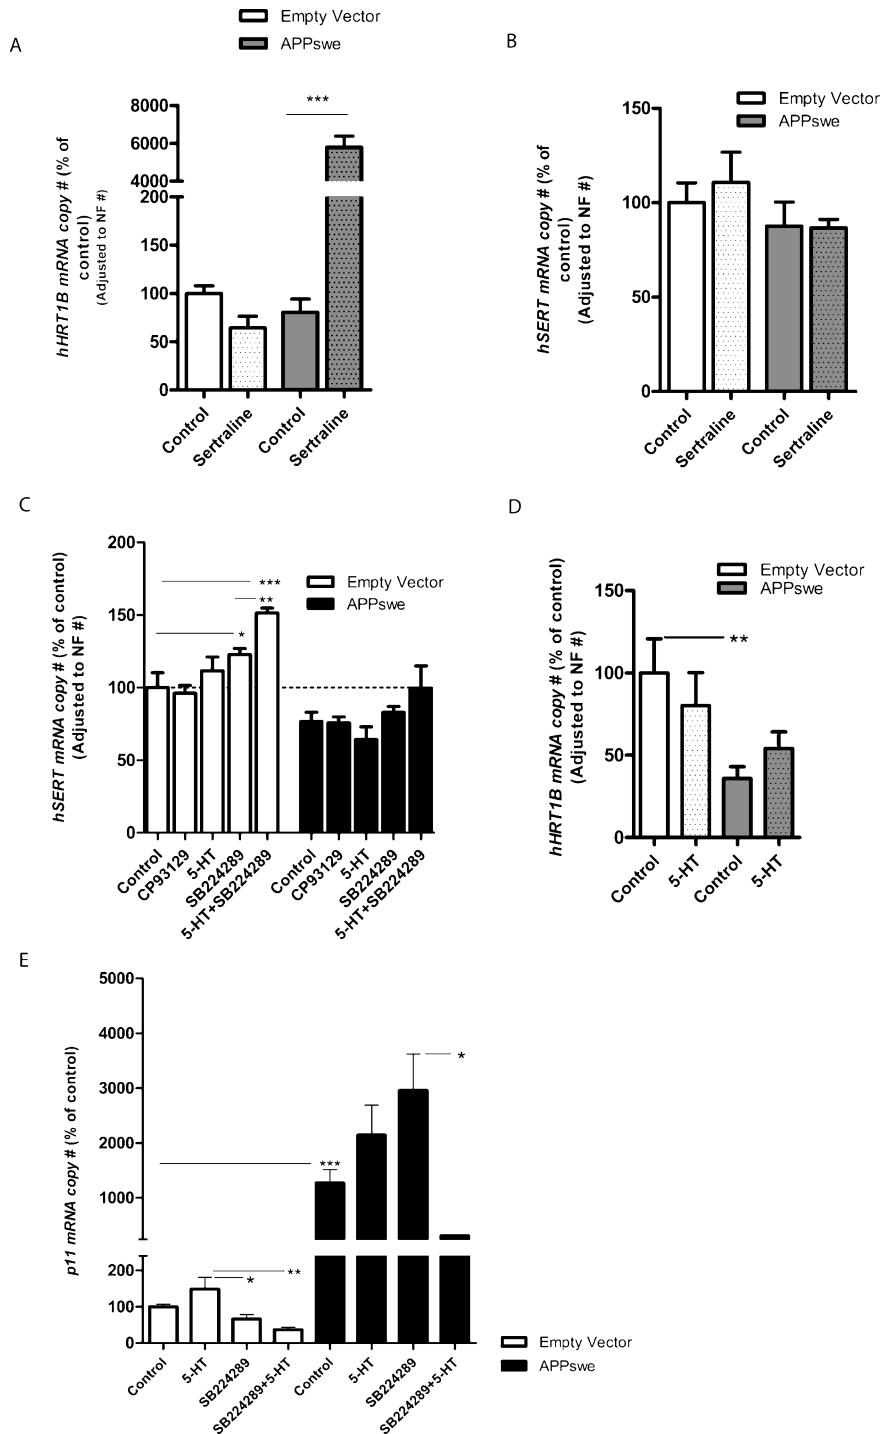 Empty Vector
APPswe
A
hHRT1B mRNA copy # (% of
control)
(Adjusted to NF #)
8000
6000
4000
200
150
100
50
0
***
Control
Sertraline
Control
Sertraline
B
Empty Vector
APPswe
hSERT mRNA copy # (% of
control)
(Adjusted to NF #)
150
100
50
0
Control
Sertraline
Control
Sertraline
C
hSERT mRNA copy # (% of control)
(Adjusted to NF #)
200
150
100
50
0
***
**
*
Empty Vector
APPswe
Control
CP93129
5-HT
SB224289
5-HT+SB224289
Control
CP93129
5-HT
SB224289
5-HT+SB224289
D
Empty Vector
APPswe
hHRT1B mRNA copy # (% of control)
(Adjusted to NF #)
150
100
50
0
**
Control
5-HT
Control
5-HT
E
p11 mRNA copy # (% of control)
5000
4000
3000
2000
1000
200
100
0
*
***
**
*
Control
5-HT
SB224289
SB224289+5-HT
Control
5-HT
SB224289
SB224289+5-HT
Empty Vector
APPswe